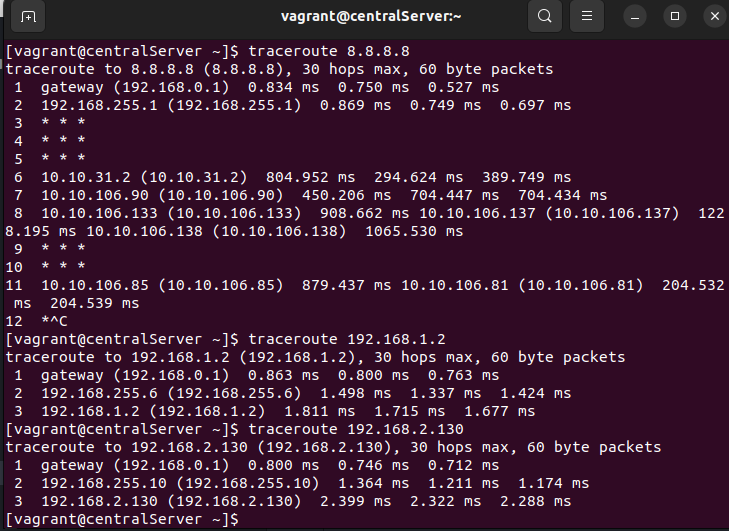 vagrant@centralServer:~
[vagrant@centralServer ~]$ traceroute 8.8.8.8
traceroute to 8.8.8.8 (8.8.8.8), 30 hops max, 60 byte packets
 1  gateway (192.168.0.1)  0.834 ms  0.750 ms  0.527 ms
 2  192.168.255.1 (192.168.255.1)  0.869 ms  0.749 ms  0.697 ms
 3  * * *
 4  * * *
 5  * * *
 6  10.10.31.2 (10.10.31.2)  804.952 ms  294.624 ms  389.749 ms
 7  10.10.106.90 (10.10.106.90)  450.206 ms  704.447 ms  704.434 ms
 8  10.10.106.133 (10.10.106.133)  908.662 ms 10.10.106.137 (10.10.106.137)  122
8.195 ms 10.10.106.138 (10.10.106.138)  1065.530 ms
 9  * * *
10  * * *
11  10.10.106.85 (10.10.106.85)  879.437 ms 10.10.106.81 (10.10.106.81)  204.532
 ms  204.539 ms
12  *^C
[vagrant@centralServer ~]$ traceroute 192.168.1.2
traceroute to 192.168.1.2 (192.168.1.2), 30 hops max, 60 byte packets
 1  gateway (192.168.0.1)  0.863 ms  0.800 ms  0.763 ms
 2  192.168.255.6 (192.168.255.6)  1.498 ms  1.337 ms  1.424 ms
 3  192.168.1.2 (192.168.1.2)  1.811 ms  1.715 ms  1.677 ms
[vagrant@centralServer ~]$ traceroute 192.168.2.130
traceroute to 192.168.2.130 (192.168.2.130), 30 hops max, 60 byte packets
 1  gateway (192.168.0.1)  0.800 ms  0.746 ms  0.712 ms
 2  192.168.255.10 (192.168.255.10)  1.364 ms  1.211 ms  1.174 ms
 3  192.168.2.130 (192.168.2.130)  2.399 ms  2.322 ms  2.288 ms
[vagrant@centralServer ~]$